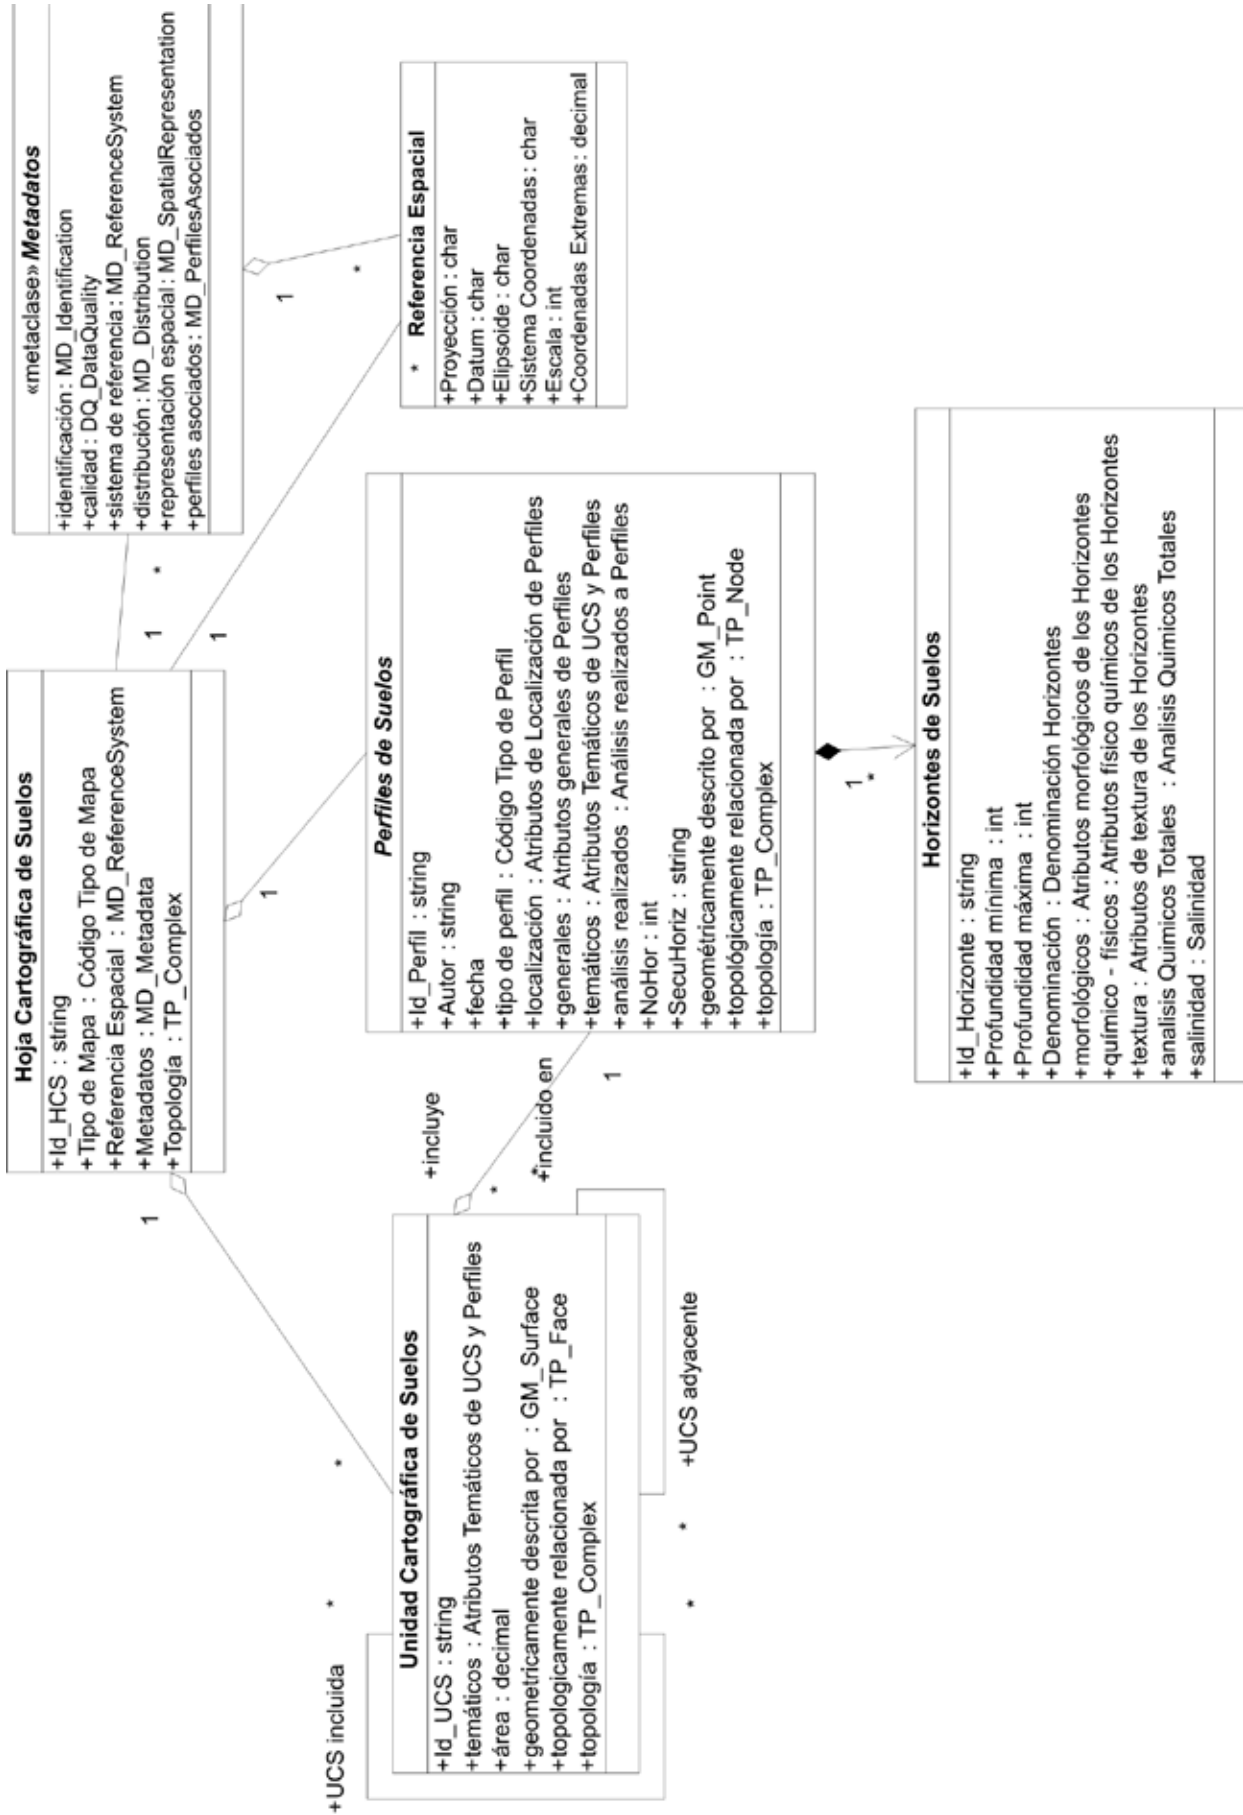 Hoja Cartográfica de Suelos
+Id_HCS : string
+Tipo de Mapa : Código Tipo de Mapa
+Referencia Espacial : MD_ReferenceSystem
+Metadatos : MD_Metadata
+Topología : TP_Complex
«metaclase» Metadatos
+identificación : MD_Identification
+calidad : DQ_DataQuality
+sistema de referencia : MD_ReferenceSystem
+distribución : MD_Distribution
+representación espacial : MD_SpatialRepresentation
+perfiles asociados : MD_PerfilesAsociados
1
*
1
1
1
1
*
*
* Referencia Espacial
+Proyección : char
+Datum : char
+Elipsoide : char
+Sistema Coordenadas : char
+Escala : int
+Coordenadas Extremas : decimal
Perfiles de Suelos
+Id_Perfil : string
+Autor : string
+fecha
+tipo de perfil : Código Tipo de Perfil
+localización : Atributos de Localización de Perfiles
+generales : Atributos generales de Perfiles
+temáticos : Atributos Temáticos de UCS y Perfiles
+análisis realizados : Análisis realizados a Perfiles
+NoHor : int
+SecuHoriz : string
+geométricamente descrito por : GM_Point
+topológicamente relacionada por : TP_Node
+topología : TP_Complex
+UCS incluida
*
*
+incluye
*
+incluido en
*
1
Unidad Cartográfica de Suelos
+Id_UCS : string
+temáticos : Atributos Temáticos de UCS y Perfiles
+área : decimal
+geometricamente descrita por : GM_Surface
+topologicamente relacionada por : TP_Face
+topología : TP_Complex
*
*
+UCS adyacente
1
*
Horizontes de Suelos
+Id_Horizonte : string
+Profundidad mínima : int
+Profundidad máxima : int
+Denominación : Denominación Horizontes
+morfológicos : Atributos morfológicos de los Horizontes
+químico - físicos : Atributos físico químicos de los Horizontes
+textura : Atributos de textura de los Horizontes
+analisis Quimicos Totales : Analisis Quimicos Totales
+salinidad : Salinidad